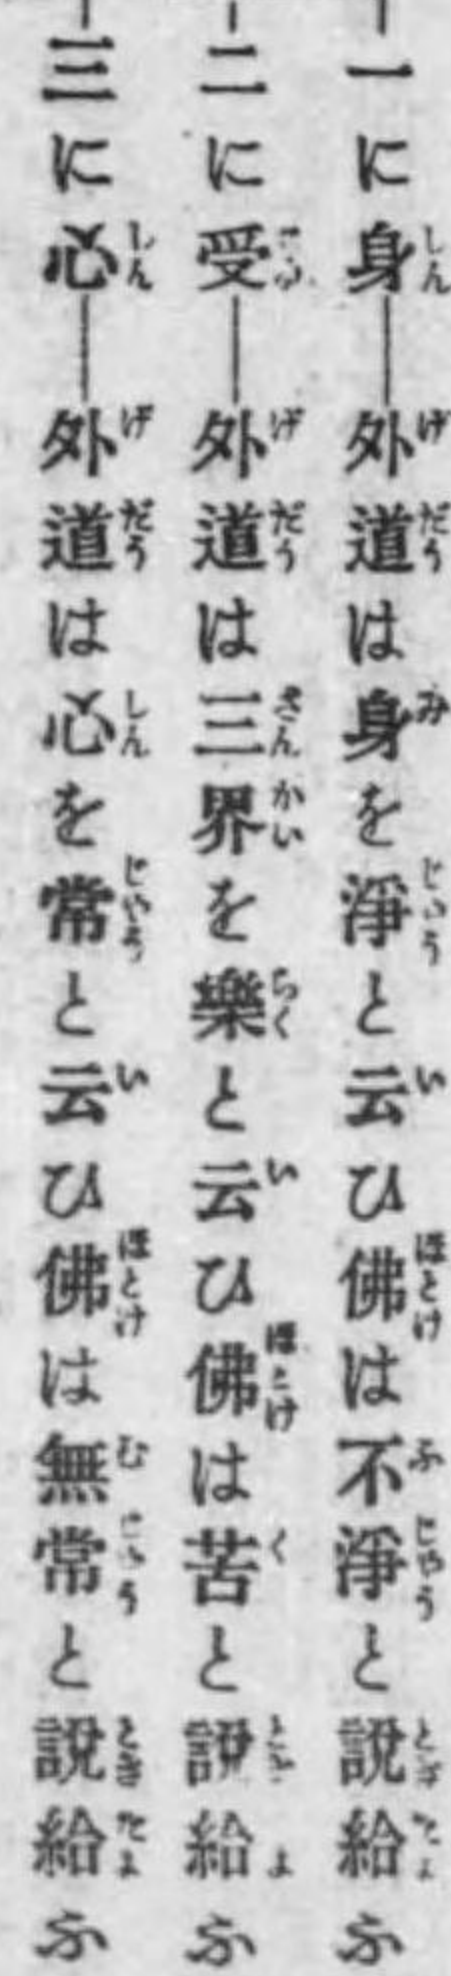 一に身――外道は身を淨と云ひ佛は不淨と說給ふ
二に受――外道は三界を樂と云ひ佛は苦と說給ふ
三に心――外道は心を常と云ひ佛は無常と說給ふ